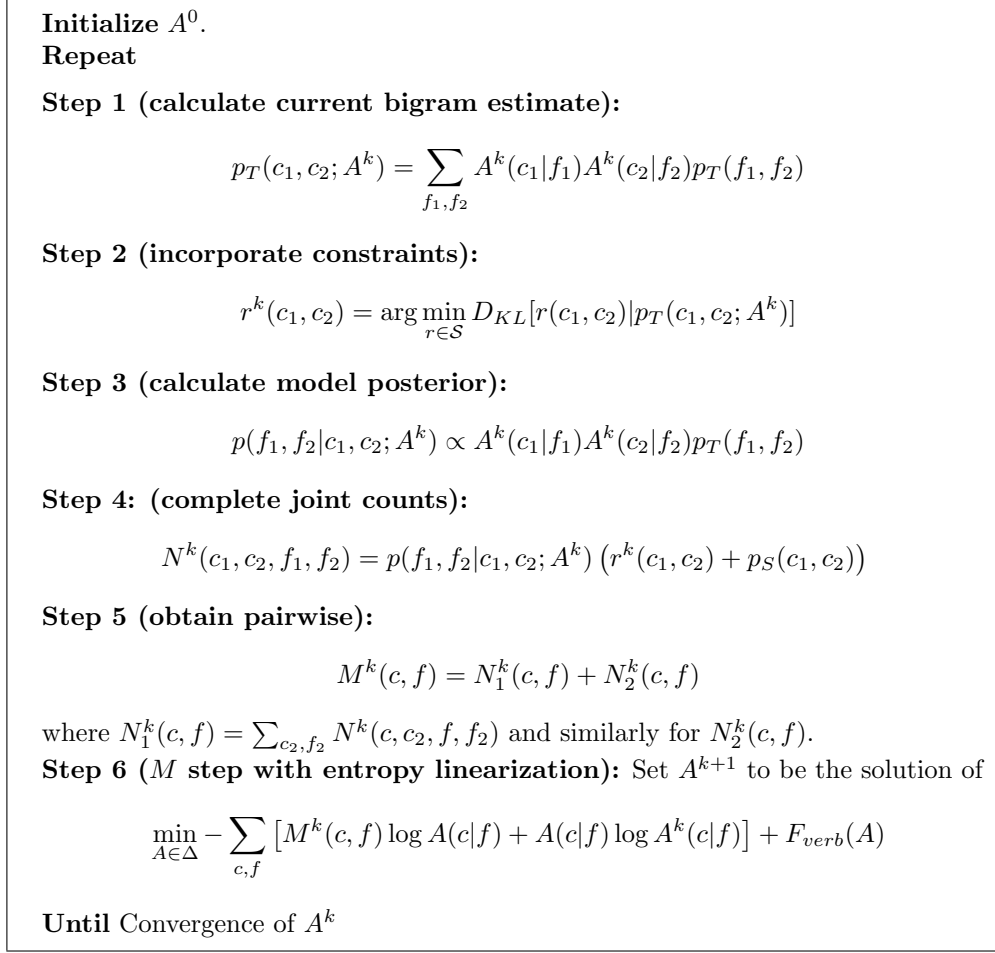 Initialize $A^0$.
Repeat
Step 1 (calculate current bigram estimate):
$p_T(c_1, c_2; A^k) = \sum_{f_1, f_2} A^k(c_1|f_1) A^k(c_2|f_2) p_T(f_1, f_2)$
Step 2 (incorporate constraints):
$r^k(c_1, c_2) = \arg\min_{r \in \mathcal{S}} D_{KL}[r(c_1, c_2)|p_T(c_1, c_2; A^k)]$
Step 3 (calculate model posterior):
$p(f_1, f_2|c_1, c_2; A^k) \propto A^k(c_1|f_1) A^k(c_2|f_2) p_T(f_1, f_2)$
Step 4: (complete joint counts):
$N^k(c_1, c_2, f_1, f_2) = p(f_1, f_2|c_1, c_2; A^k) \left( r^k(c_1, c_2) + p_S(c_1, c_2) \right)$
Step 5 (obtain pairwise):
$M^k(c, f) = N_1^k(c, f) + N_2^k(c, f)$
where $N_1^k(c, f) = \sum_{c_2, f_2} N^k(c, c_2, f, f_2)$ and similarly for $N_2^k(c, f)$.
Step 6 ($M$ step with entropy linearization): Set $A^{k+1}$ to be the solution of
$\min_{A \in \Delta} - \sum_{c, f} \left[ M^k(c, f) \log A(c|f) + A(c|f) \log A^k(c|f) \right] + F_{verb}(A)$
Until Convergence of $A^k$